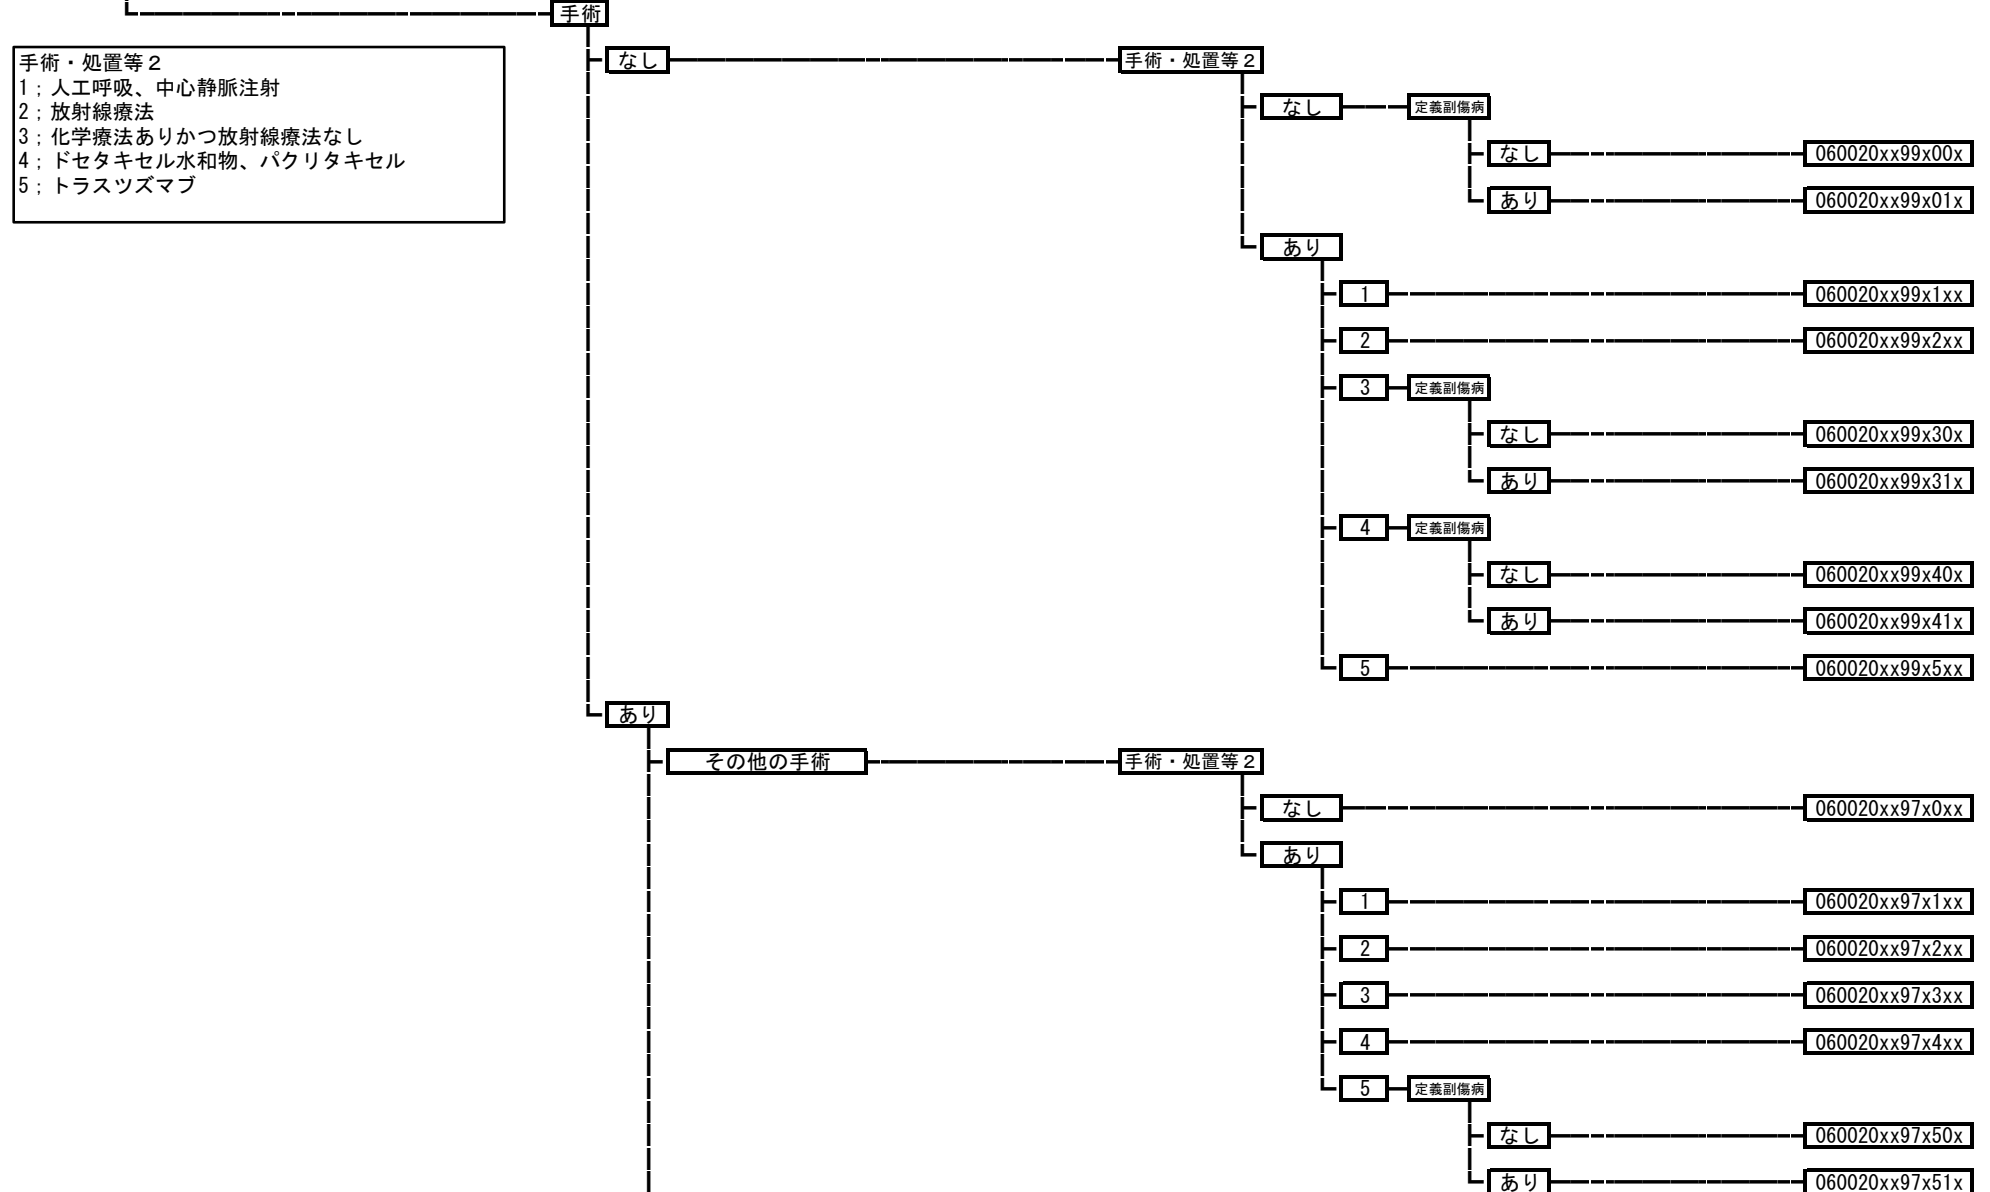 手術
手術・処置等２
1；人工呼吸、中心静脈注射
2；放射線療法
3；化学療法ありかつ放射線療法なし
4；ドセタキセル水和物、パクリタキセル
5；トラスツズマブ
なし 手術・処置等２
なし 定義副傷病
なし 060020xx99x00x
あり 060020xx99x01x
あり
1 060020xx99x1xx
2 060020xx99x2xx
3 定義副傷病
なし 060020xx99x30x
あり 060020xx99x31x
4 定義副傷病
なし 060020xx99x40x
あり 060020xx99x41x
5 060020xx99x5xx
あり
その他の手術 手術・処置等２
なし 060020xx97x0xx
あり
1 060020xx97x1xx
2 060020xx97x2xx
3 060020xx97x3xx
4 060020xx97x4xx
5 定義副傷病
なし 060020xx97x50x
あり 060020xx97x51x